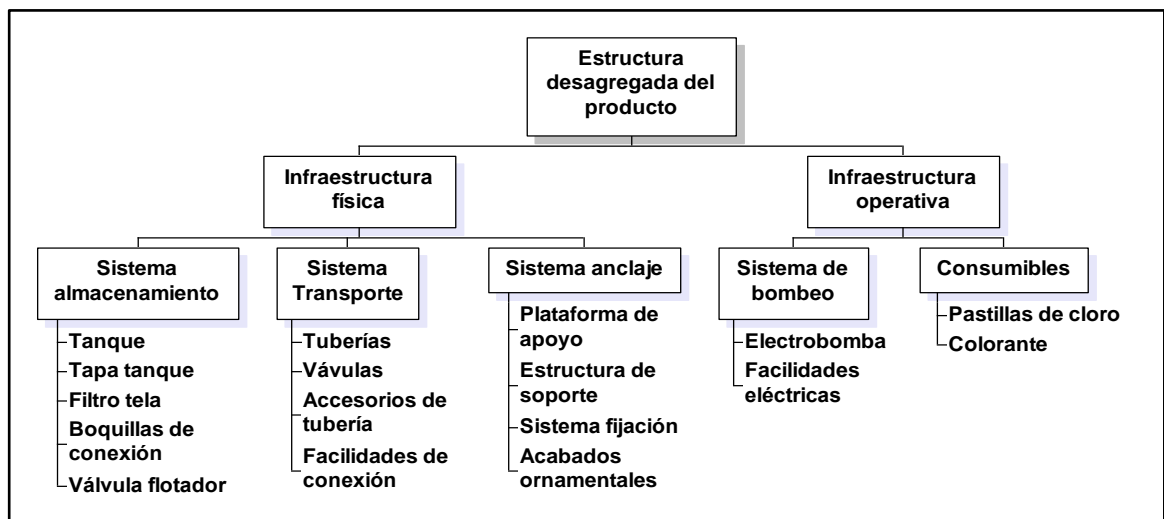 Estructura
desagregada del
producto
Infraestructura
física
Infraestructura
operativa
Sistema
almacenamiento
Tanque
Tapa tanque
Filtro tela
Boquillas de
conexión
Válvula flotador
Sistema
Transporte
Tuberías
Vávulas
Accesorios de
tubería
Facilidades de
conexión
Sistema anclaje
Plataforma de
apoyo
Estructura de
soporte
Sistema fijación
Acabados
ornamentales
Sistema de
bombeo
Electrobomba
Facilidades
eléctricas
Consumibles
Pastillas de cloro
Colorante